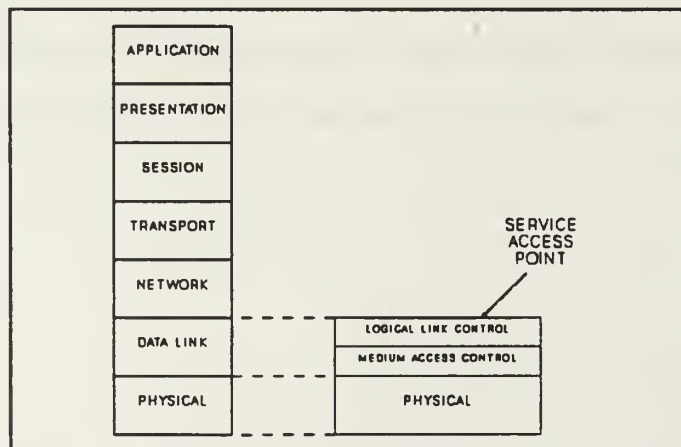 APPLICATION
PRESENTATION
SESSION
TRANSPORT
NETWORK
DATA LINK
PHYSICAL
SERVICE
ACCESS
POINT
LOGICAL LINK CONTROL
MEDIUM ACCESS CONTROL
PHYSICAL